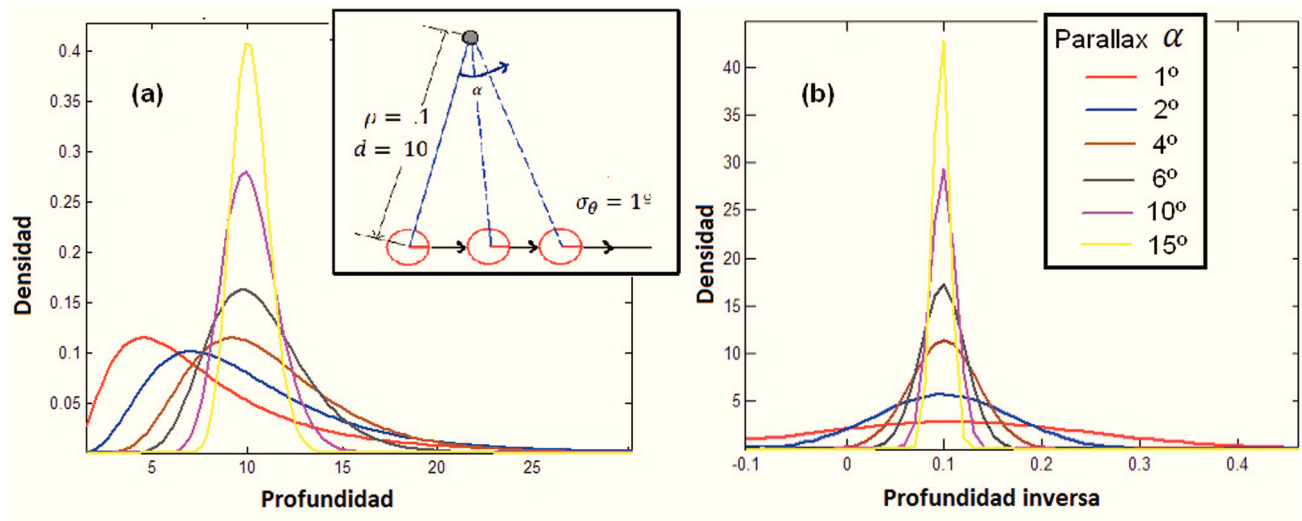 (a)
0.4
0.35
0.3
0.25
0.2
0.15
0.1
0.05
5
10
15
20
25
Densidad
Profundidad
α
ρ = .1
d = 10
σθ = 1º
(b)
40
35
30
25
20
15
10
5
-0.1
0
0.1
0.2
0.3
0.4
Densidad
Profundidad inversa
Parallax α
1º
2º
4º
6º
10º
15º